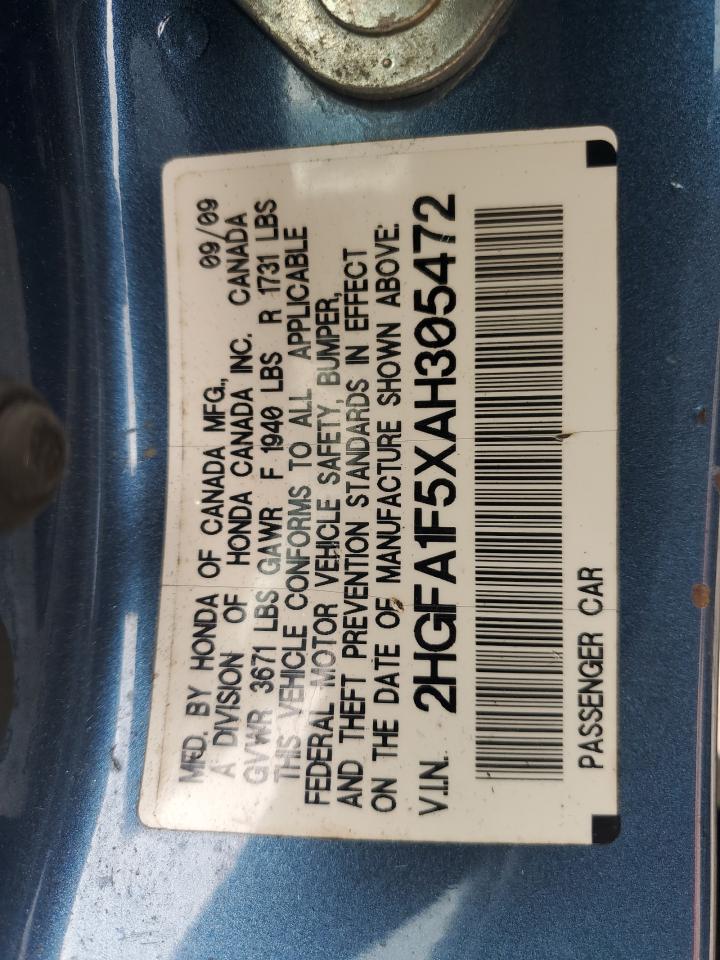 MFD. BY HONDA OF CANADA MFG., 09/09
A DIVISION OF HONDA CANADA INC. CANADA
GVWR 3671 LBS GAWR F 1940 LBS R 1731 LBS
THIS VEHICLE CONFORMS TO ALL APPLICABLE
FEDERAL MOTOR VEHICLE SAFETY, BUMPER,
AND THEFT PREVENTION STANDARDS IN EFFECT
ON THE DATE OF MANUFACTURE SHOWN ABOVE.
V.I.N. 2HGFA1F5XAH305472
PASSENGER CAR